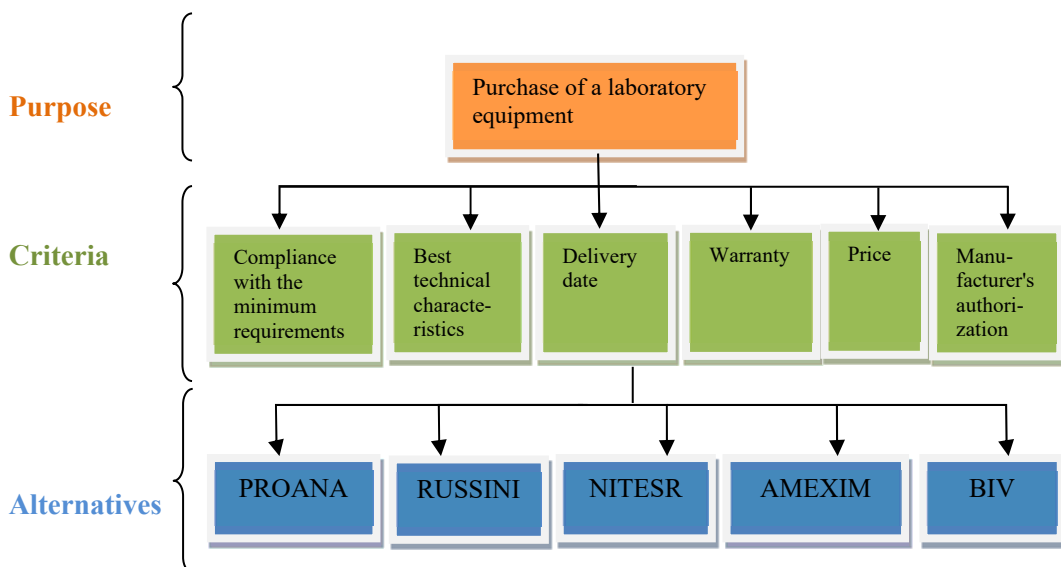 Purpose
Purchase of a laboratory
equipment
Criteria
Compliance
with the
minimum
requirements
Best
technical
characte-
ristics
Delivery
date
Warranty
Price
Manu-
facturer's
authori-
zation
Alternatives
PROANA
RUSSINI
NITESR
AMEXIM
BIV